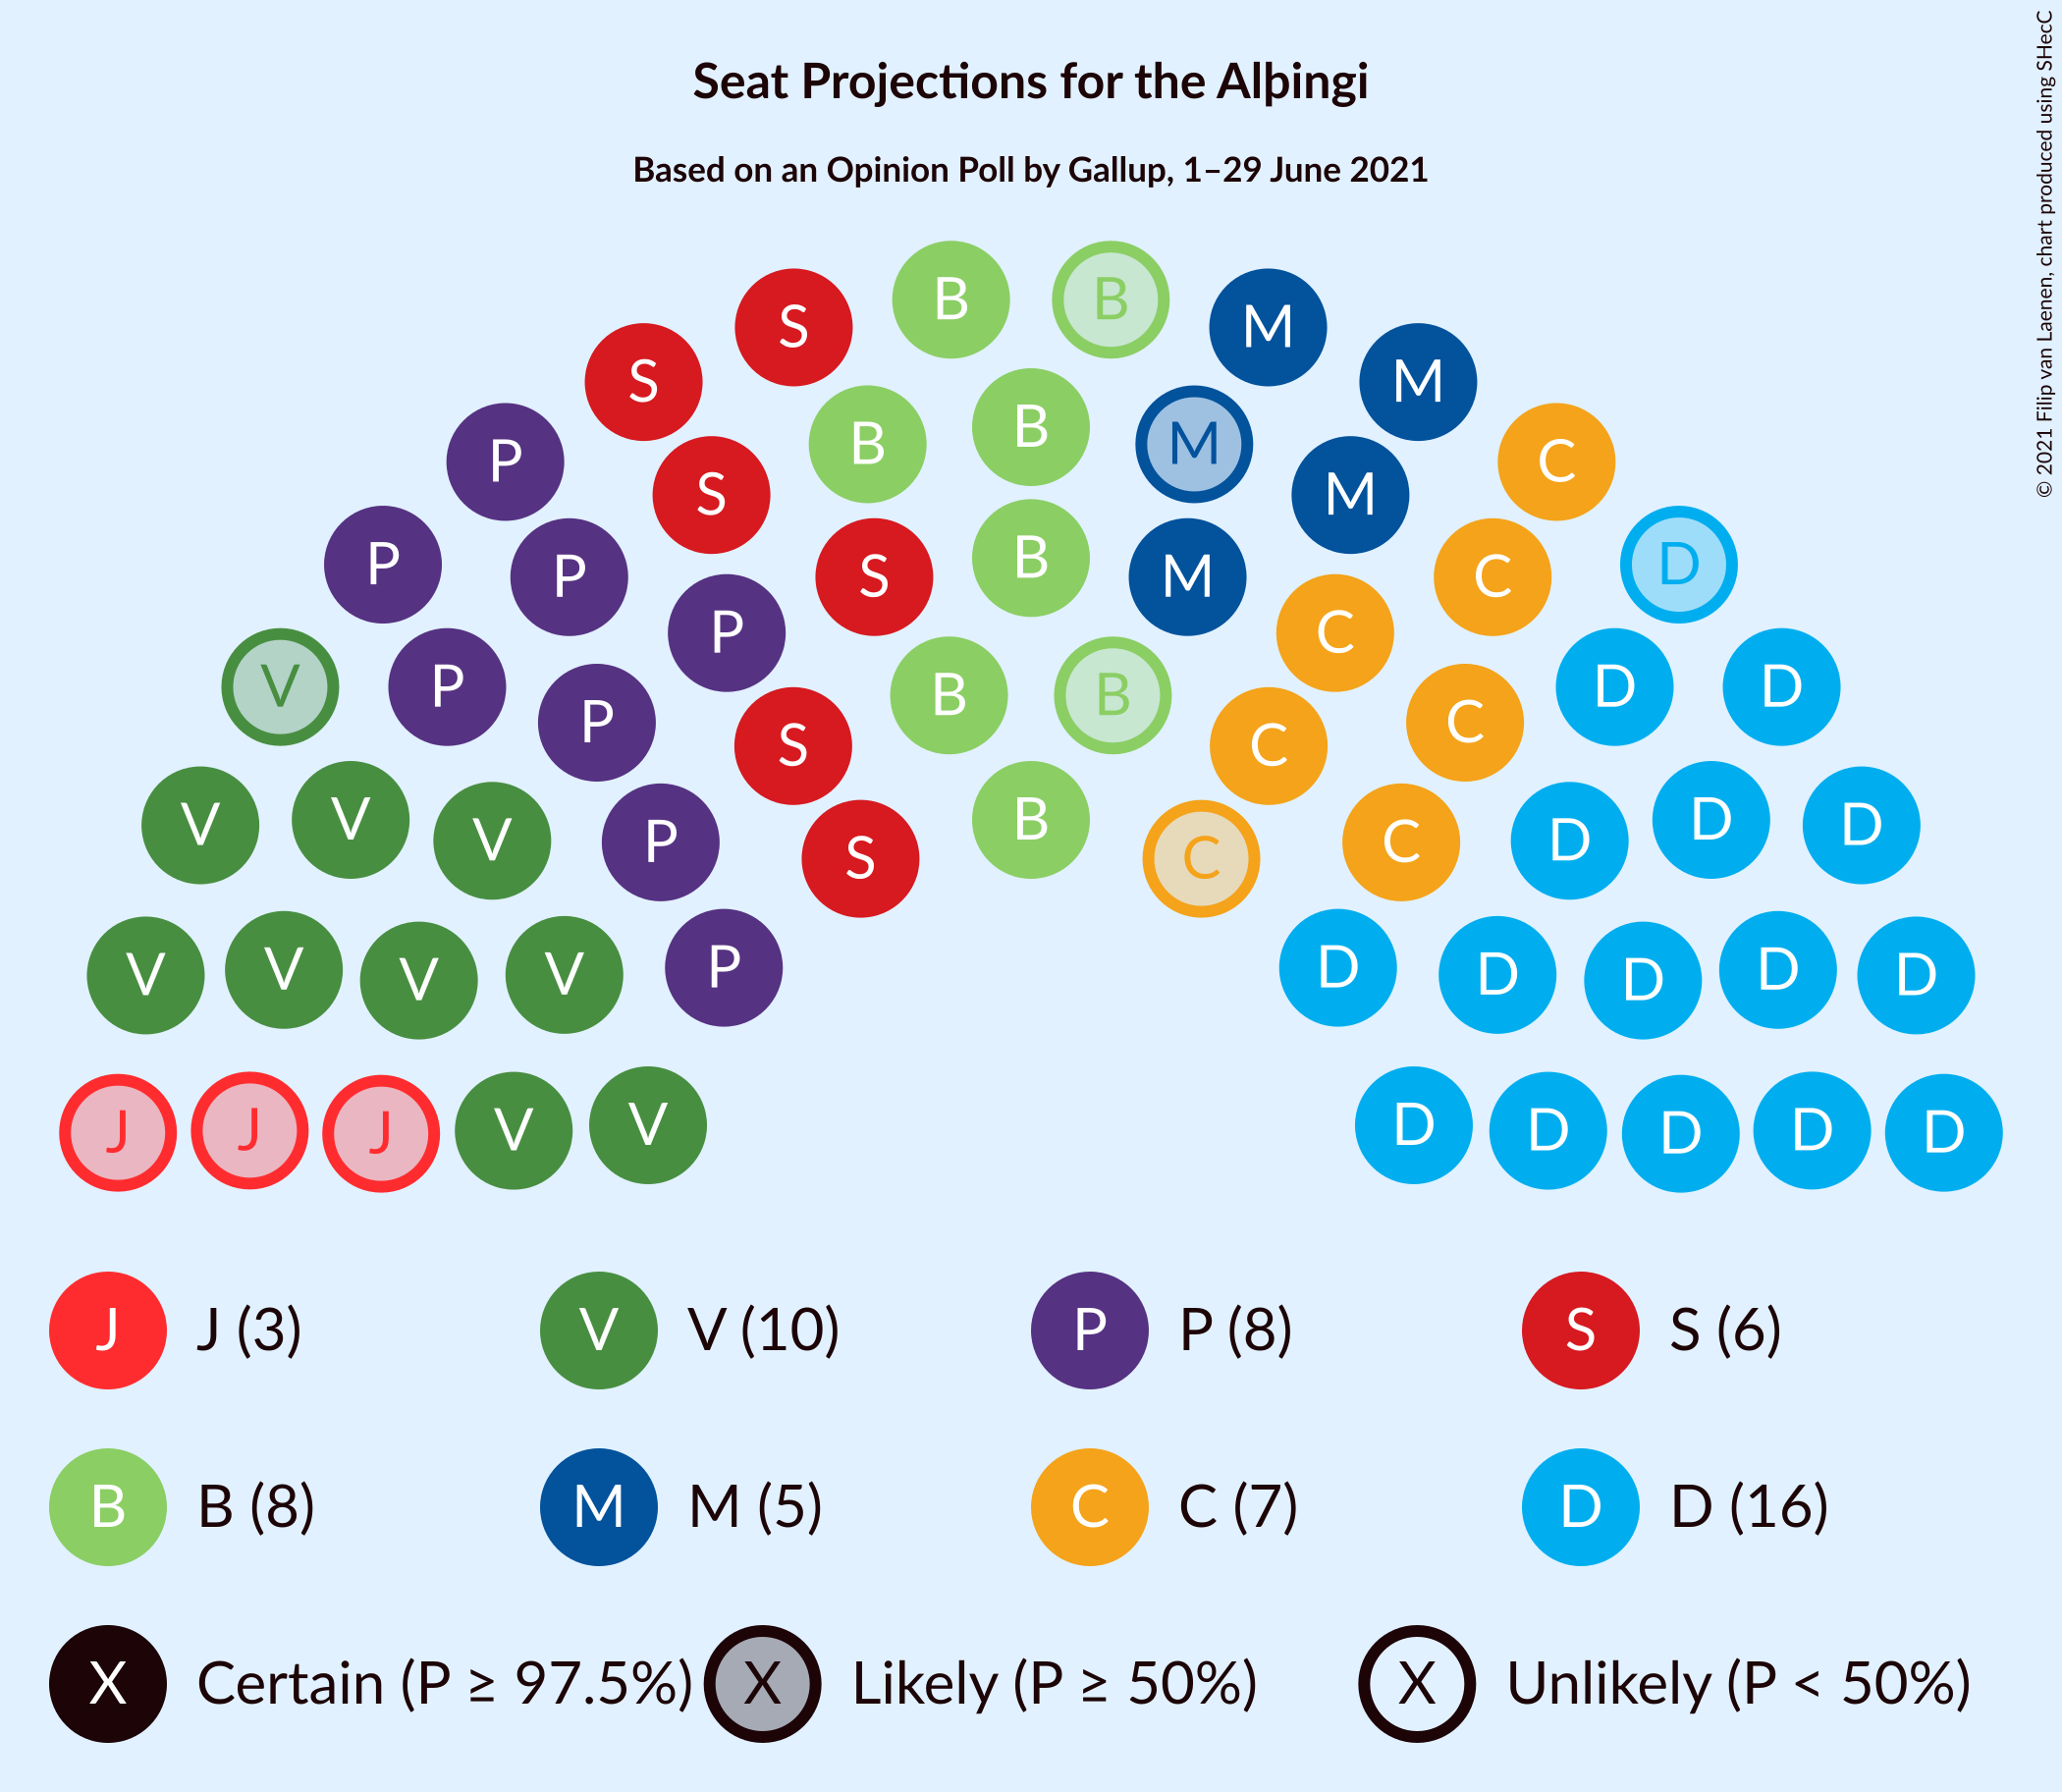 Seat Projections for the Alþingi
Based on an Opinion Poll by Gallup, 1–29 June 2021
© 2021 Filip van Laenen, chart produced using SHecC
B B
S M
S M
B B M
P C
S M
P P S B M C D
P C
V P B B D D
P C
S C
V V V P B C D D D
S C
V V V V P D D D D D
J J J V V D D D D D
J J (3) V V (10) P P (8) S S (6)
B B (8) M M (5) C C (7) D D (16)
X Certain (P ≥ 97.5%) X Likely (P ≥ 50%) X Unlikely (P < 50%)